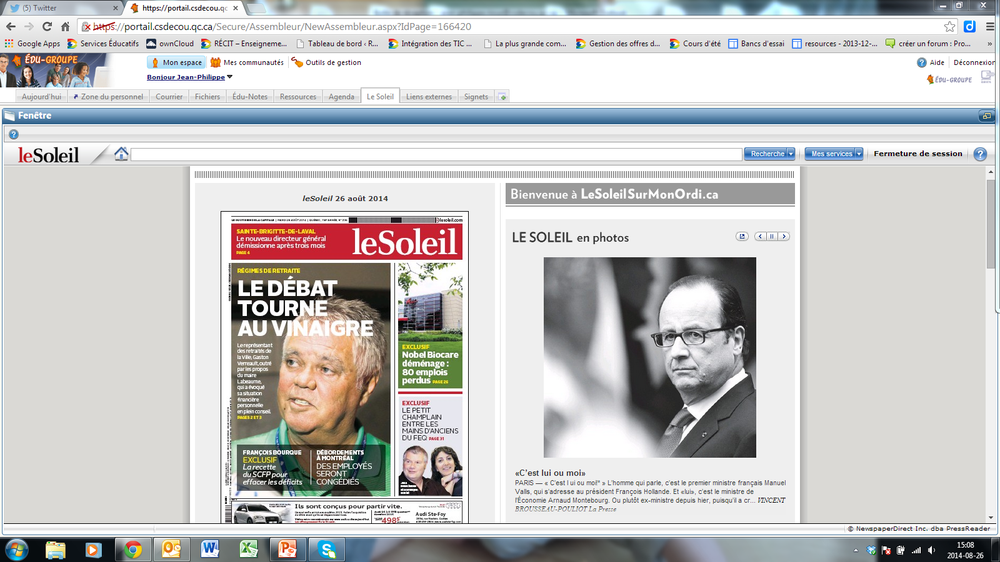 (5) Twitter
https://portail.csdecou.qc
https://portail.csdecou.qc.ca/Secure/Assembleur/NewAssembleur.aspx?IdPage=166420
Google Apps Services Éducatifs ownCloud RÉCIT – Enseigneme... Tableau de bord ‹ R... Intégration des TIC ... La plus grande com... Gestion des offres d... Cours d'été Bancs d'essai resources - 2013-12-... créer un forum : Pro... »
ÉDU-GROUPE
Mon espace Mes communautés Outils de gestion
Aide Déconnexion
Bonjour Jean-Philippe
ÉDU-GROUPE
Aujourd'hui Zone du personnel Courrier Fichiers Édu-Notes Ressources Agenda Le Soleil Liens externes Signets
Fenêtre
leSoleil
Recherche Mes services Fermeture de session
leSoleil 26 août 2014
LE QUOTIDIEN DE LA CAPITALE | MARDI 26 AOÛT 2014 | QUÉBEC,
lesoleil.com
SAINTE-BRIGITTE-DE-LAVAL
Le nouveau directeur général
démissionne après trois mois
PAGE 4
leSoleil
RÉGIMES DE RETRAITE
LE DÉBAT
TOURNE
AU VINAIGRE
Le représentant
des retraités de
la Ville, Gaston
Verreault, outré
par les propos
du maire
Labeaume,
qui a évoqué
sa situation
financière
personnelle
en plein conseil.
PAGES 2 ET 3
FRANÇOIS BOURQUE
EXCLUSIF
La recette
du SCFP pour
effacer les déficits
DÉBORDEMENTS
À MONTRÉAL
DES EMPLOYÉS
SERONT
CONGÉDIÉS
EXCLUSIF
Nobel Biocare
déménage :
80 emplois
perdus PAGE 26
EXCLUSIF
LE PETIT
CHAMPLAIN
ENTRE LES
MAINS D'ANCIENS
DU FEQ PAGE 31
Ils sont conçus pour partir vite.
498$
Audi Ste-Foy
Bienvenue à LeSoleilSurMonOrdi.ca
LE SOLEIL en photos
«C'est lui ou moi»
PARIS — « C'est l ui ou moi!* » L'homme qui parle, c'est le premier ministre français Manuel
Valls, qui s'adresse au président François Hollande. Et «lui», c'est le ministre de
l'Économie Arnaud Montebourg. Ou plutôt ex-ministre depuis hier, puisqu'il a cr... VINCENT
BROUSSEAU-POULIOT La Presse
© NewspaperDirect Inc. dba PressReader
15:08
2014-08-26